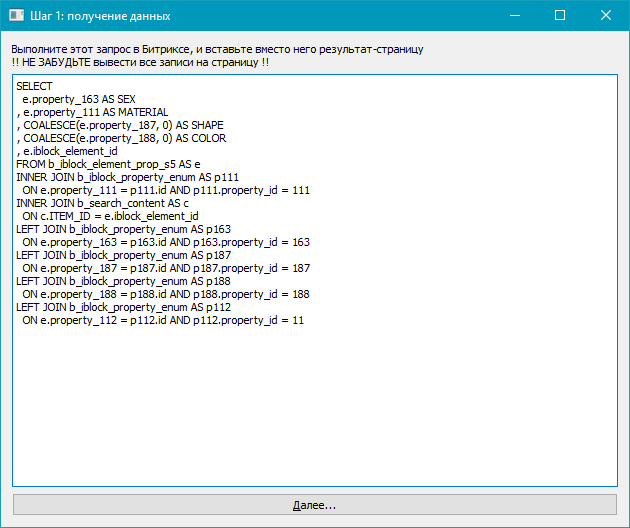 Шаг 1: получение данных
Выполните этот запрос в Битриксе, и вставьте вместо него результат-страницу
!! НЕ ЗАБУДЬТЕ вывести все записи на страницу !!
SELECT
e.property_163 AS SEX
, e.property_111 AS MATERIAL
, COALESCE(e.property_187, 0) AS SHAPE
, COALESCE(e.property_188, 0) AS COLOR
, e.iblock_element_id
FROM b_iblock_element_prop_s5 AS e
INNER JOIN b_iblock_property_enum AS p111
ON e.property_111 = p111.id AND p111.property_id = 111
INNER JOIN b_search_content AS c
ON c.ITEM_ID = e.iblock_element_id
LEFT JOIN b_iblock_property_enum AS p163
ON e.property_163 = p163.id AND p163.property_id = 163
LEFT JOIN b_iblock_property_enum AS p187
ON e.property_187 = p187.id AND p187.property_id = 187
LEFT JOIN b_iblock_property_enum AS p188
ON e.property_188 = p188.id AND p188.property_id = 188
LEFT JOIN b_iblock_property_enum AS p112
ON e.property_112 = p112.id AND p112.property_id = 11
Далее...